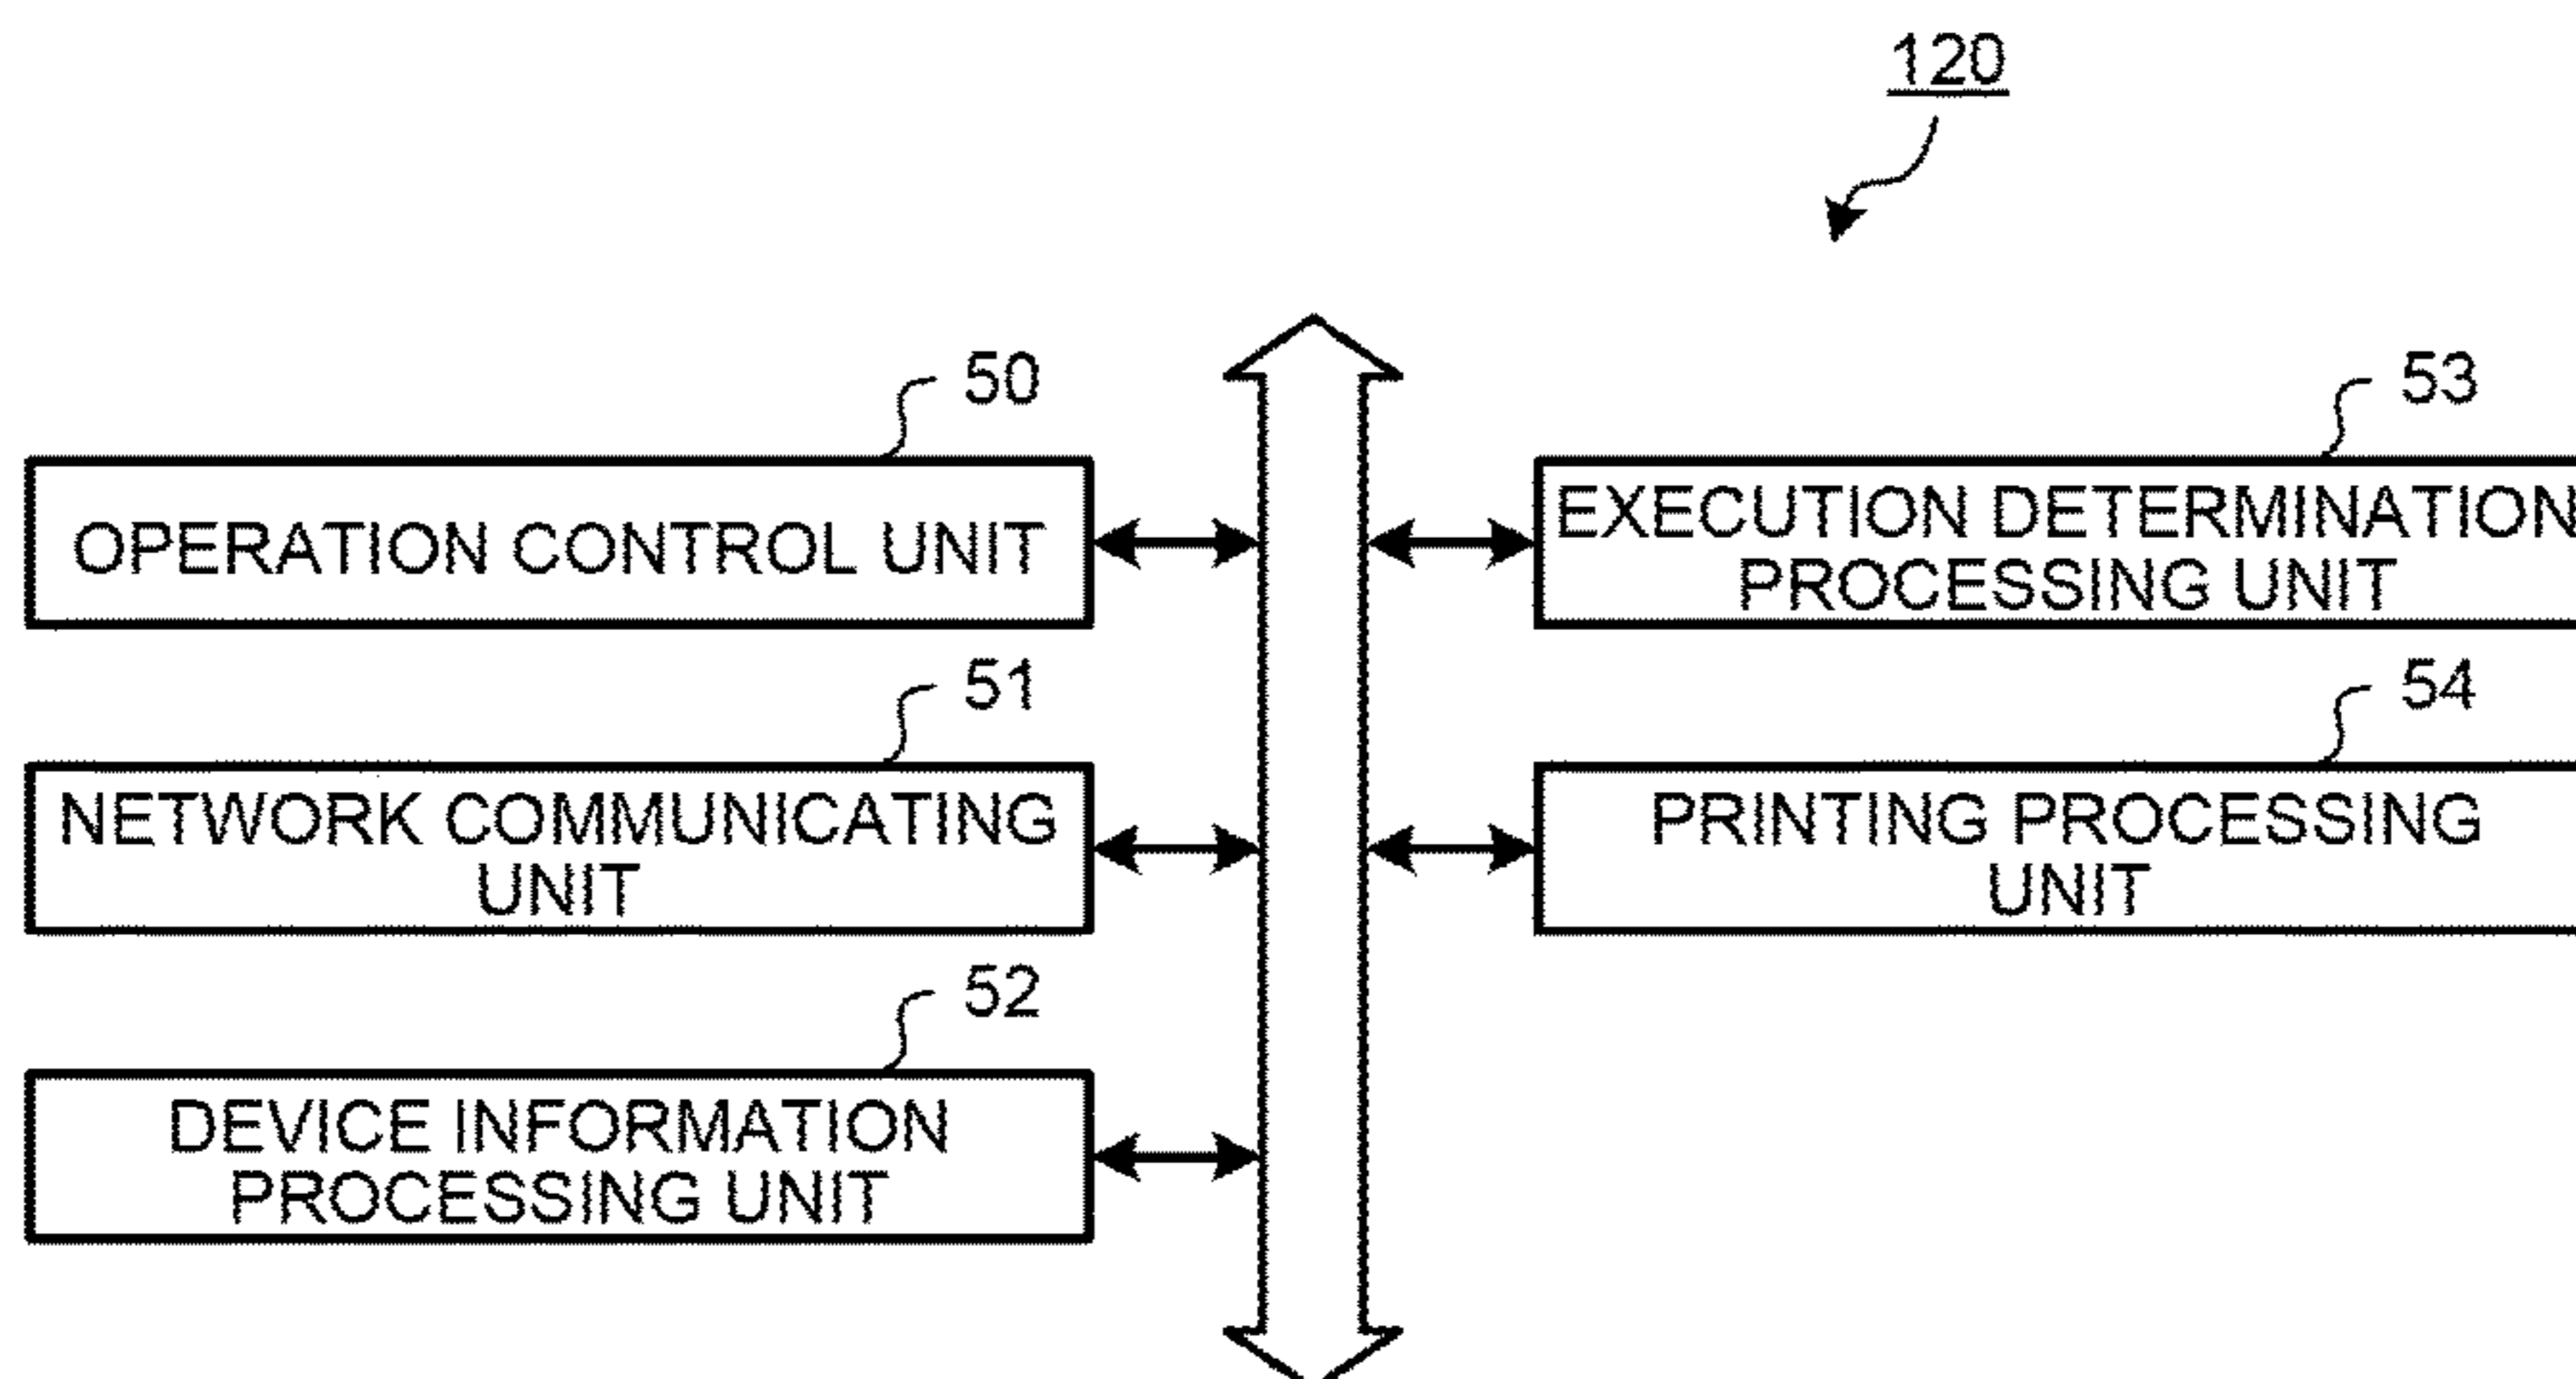 120
50
OPERATION CONTROL UNIT
51
NETWORK COMMUNICATING
UNIT
52
DEVICE INFORMATION
PROCESSING UNIT
53
EXECUTION DETERMINATION
PROCESSING UNIT
54
PRINTING PROCESSING
UNIT